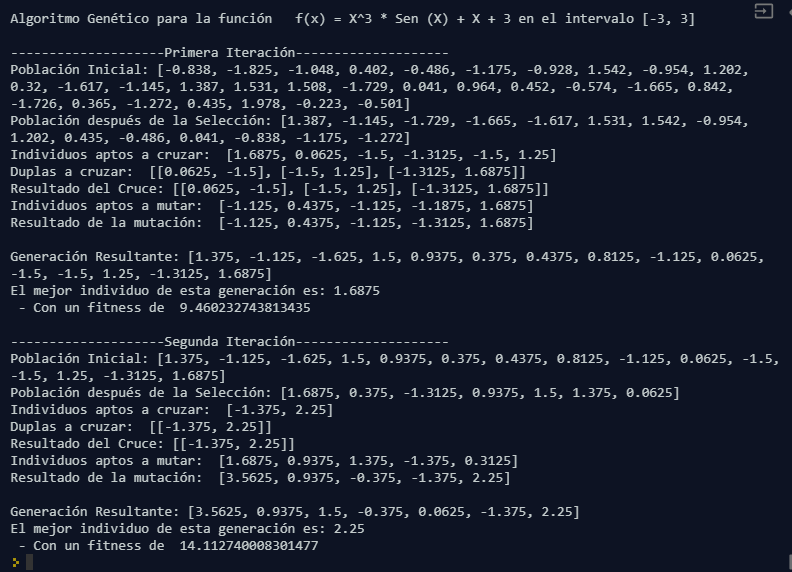 Algoritmo Genético para la función   f(x) = X^3 * Sen (X) + X + 3 en el intervalo [-3, 3]
--------------------Primera Iteración--------------------
Población Inicial: [-0.838, -1.825, -1.048, 0.402, -0.486, -1.175, -0.928, 1.542, -0.954, 1.202,
0.32, -1.617, -1.145, 1.387, 1.531, 1.508, -1.729, 0.041, 0.964, 0.452, -0.574, -1.665, 0.842,
-1.726, 0.365, -1.272, 0.435, 1.978, -0.223, -0.501]
Población después de la Selección: [1.387, -1.145, -1.729, -1.665, -1.617, 1.531, 1.542, -0.954,
1.202, 0.435, -0.486, 0.041, -0.838, -1.175, -1.272]
Individuos aptos a cruzar:  [1.6875, 0.0625, -1.5, -1.3125, -1.5, 1.25]
Duplas a cruzar:  [[0.0625, -1.5], [-1.5, 1.25], [-1.3125, 1.6875]]
Resultado del Cruce: [[0.0625, -1.5], [-1.5, 1.25], [-1.3125, 1.6875]]
Individuos aptos a mutar:  [-1.125, 0.4375, -1.125, -1.1875, 1.6875]
Resultado de la mutación:  [-1.125, 0.4375, -1.125, -1.3125, 1.6875]
Generación Resultante: [1.375, -1.125, -1.625, 1.5, 0.9375, 0.375, 0.4375, 0.8125, -1.125, 0.0625,
-1.5, -1.5, 1.25, -1.3125, 1.6875]
El mejor individuo de esta generación es: 1.6875
 - Con un fitness de  9.460232743813435
--------------------Segunda Iteración--------------------
Población Inicial: [1.375, -1.125, -1.625, 1.5, 0.9375, 0.375, 0.4375, 0.8125, -1.125, 0.0625, -1.5,
-1.5, 1.25, -1.3125, 1.6875]
Población después de la Selección: [1.6875, 0.375, -1.3125, 0.9375, 1.5, 1.375, 0.0625]
Individuos aptos a cruzar:  [-1.375, 2.25]
Duplas a cruzar:  [[-1.375, 2.25]]
Resultado del Cruce: [[-1.375, 2.25]]
Individuos aptos a mutar:  [1.6875, 0.9375, 1.375, -1.375, 0.3125]
Resultado de la mutación:  [3.5625, 0.9375, -0.375, -1.375, 2.25]
Generación Resultante: [3.5625, 0.9375, 1.5, -0.375, 0.0625, -1.375, 2.25]
El mejor individuo de esta generación es: 2.25
 - Con un fitness de  14.112740008301477